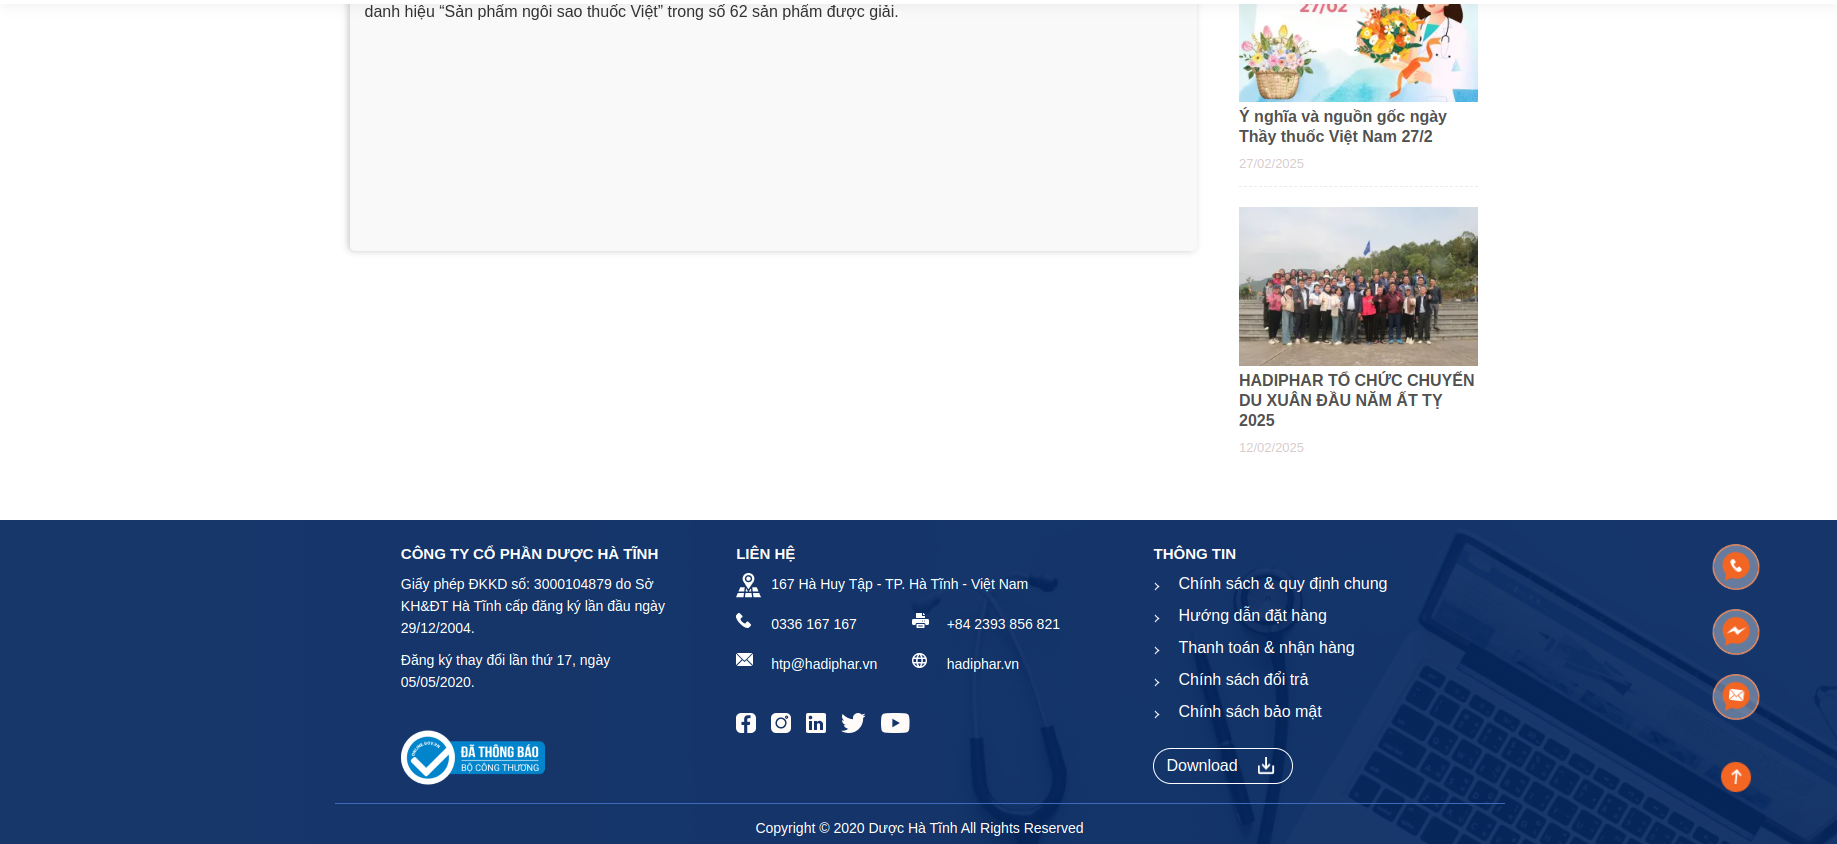 danh hiệu “Sản phẩm ngôi sao thuốc Việt” trong số 62 sản phẩm được giải.
27/02
Ý nghĩa và nguồn gốc ngày
Thầy thuốc Việt Nam 27/2
27/02/2025
HADIPHAR TỔ CHỨC CHUYẾN
DU XUÂN ĐẦU NĂM ẤT TỴ
2025
12/02/2025
CÔNG TY CỔ PHẦN DƯỢC HÀ TĨNH
Giấy phép ĐKKD số: 3000104879 do Sở
KH&ĐT Hà Tĩnh cấp đăng ký lần đầu ngày
29/12/2004.
Đăng ký thay đổi lần thứ 17, ngày
05/05/2020.
ONLINE.GOV.VN
ĐÃ THÔNG BÁO
BỘ CÔNG THƯƠNG
LIÊN HỆ
167 Hà Huy Tập - TP. Hà Tĩnh - Việt Nam
0336 167 167
+84 2393 856 821
htp@hadiphar.vn
hadiphar.vn
THÔNG TIN
Chính sách & quy định chung
Hướng dẫn đặt hàng
Thanh toán & nhận hàng
Chính sách đổi trả
Chính sách bảo mật
Download
Copyright © 2020 Dược Hà Tĩnh All Rights Reserved